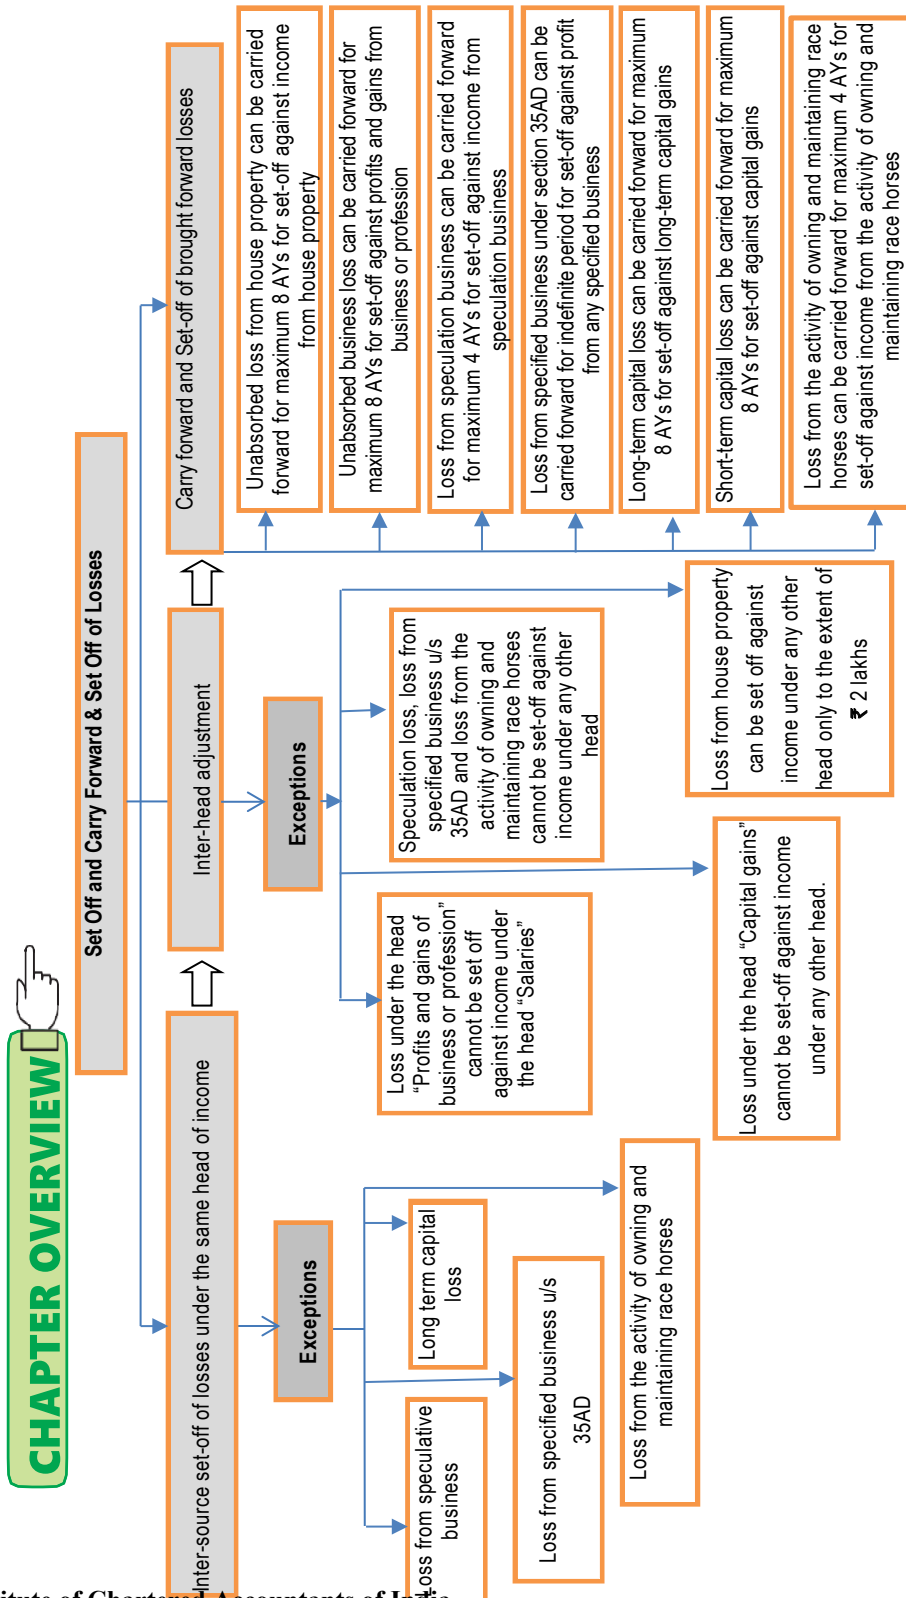 CHAPTER OVERVIEW
Set Off and Carry Forward & Set Off of Losses
Inter-source set-off of losses under the same head of income
Inter-head adjustment
Carry forward and Set-off of brought forward losses
Exceptions
Loss from speculative
business
Long term capital
loss
Loss from specified business u/s
35AD
Loss from the activity of owning and
maintaining race horses
Exceptions
Loss under the head
“Profits and gains of
business or profession”
cannot be set off
against income under
the head “Salaries”
Speculation loss, loss from
specified business u/s
35AD and loss from the
activity of owning and
maintaining race horses
cannot be set-off against
income under any other
head
Loss under the head “Capital gains”
cannot be set-off against income
under any other head.
Loss from house property
can be set off against
income under any other
head only to the extent of
₹ 2 lakhs
Unabsorbed loss from house property can be carried
forward for maximum 8 AYs for set-off against income
from house property
Unabsorbed business loss can be carried forward for
maximum 8 AYs for set-off against profits and gains from
business or profession
Loss from speculation business can be carried forward
for maximum 4 AYs for set-off against income from
speculation business
Loss from specified business under section 35AD can be
carried forward for indefinite period for set-off against profit
from any specified business
Long-term capital loss can be carried forward for maximum
8 AYs for set-off against long-term capital gains
Short-term capital loss can be carried forward for maximum
8 AYs for set-off against capital gains
Loss from the activity of owning and maintaining race
horses can be carried forward for maximum 4 AYs for
set-off against income from the activity of owning and
maintaining race horses
itute of Chartered Accountants of India